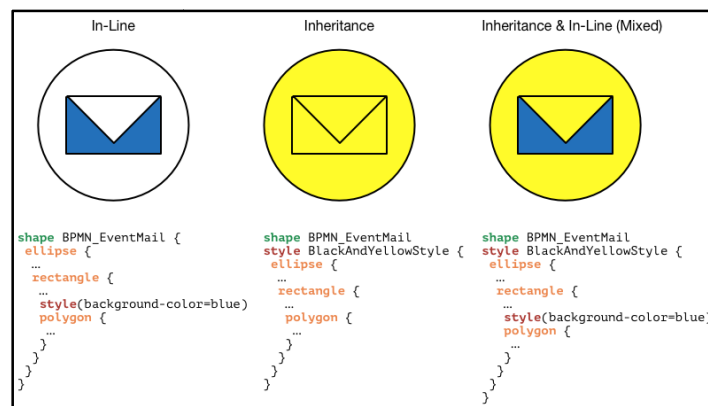 In-Line
shape BPMN_EventMail {
ellipse {
…
rectangle {
…
style(background-color=blue)
polygon {
…
}
}
}
}
Inheritance
shape BPMN_EventMail
style BlackAndYellowStyle {
ellipse {
…
rectangle {
…
polygon {
…
}
}
}
}
Inheritance & In-Line (Mixed)
shape BPMN_EventMail
style BlackAndYellowStyle {
ellipse {
…
rectangle {
…
style(background-color=blue)
polygon {
…
}
}
}
}